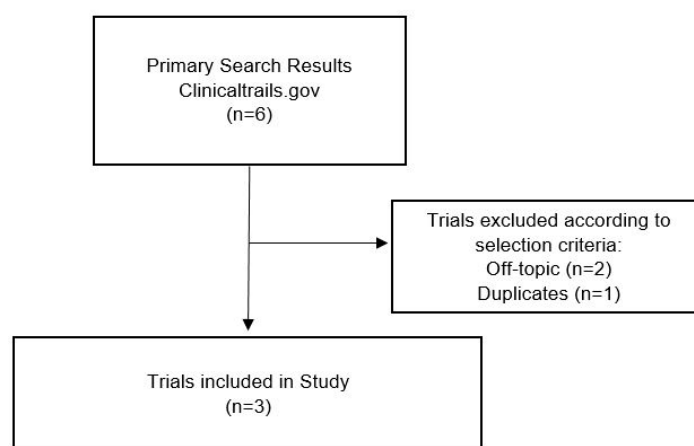 Primary Search Results
Clinicaltrails.gov
(n=6)
Trials excluded according to
selection criteria:
Off-topic (n=2)
Duplicates (n=1)
Trials included in Study
(n=3)